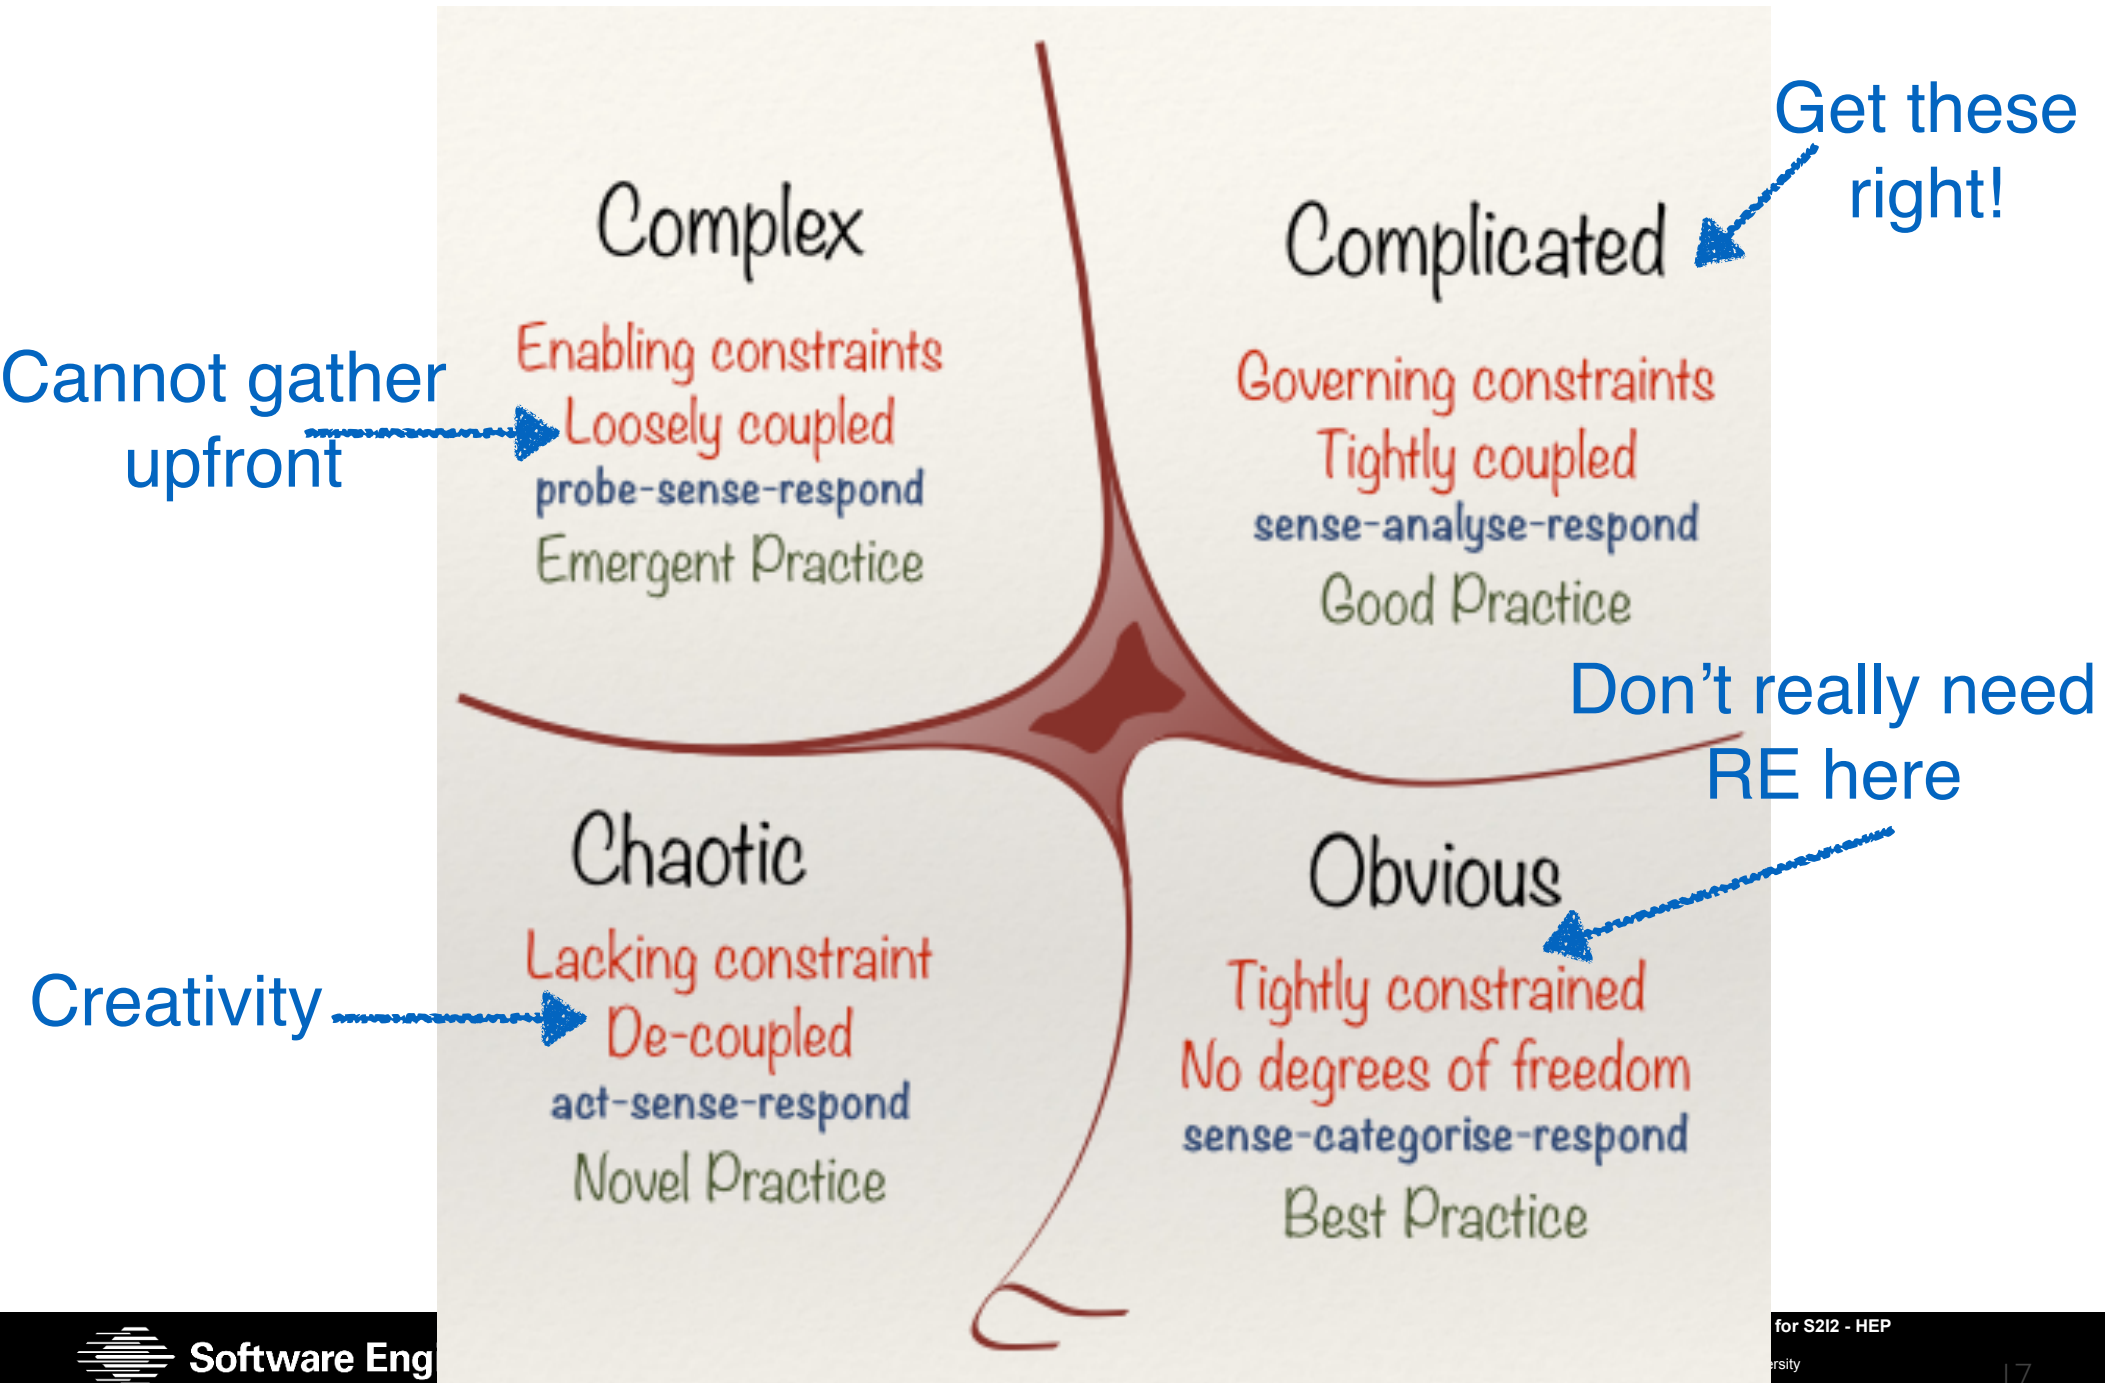 Get these
right!
Complex
Enabling constraints
Loosely coupled
probe-sense-respond
Emergent Practice
Cannot gather
upfront
Complicated
Governing constraints
Tightly coupled
sense-analyse-respond
Good Practice
Don't really need
RE here
Chaotic
Lacking constraint
De-coupled
act-sense-respond
Novel Practice
Creativity
Obvious
Tightly constrained
No degrees of freedom
sense-categorise-respond
Best Practice
Software Eng
for S2I2 - HEP
ersity
17